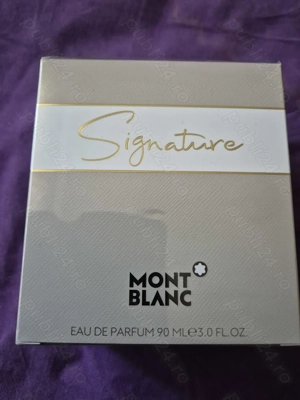 Signature
MONT
BLANC
EAU DE PARFUM 90 ML℮3.0 FL.OZ.